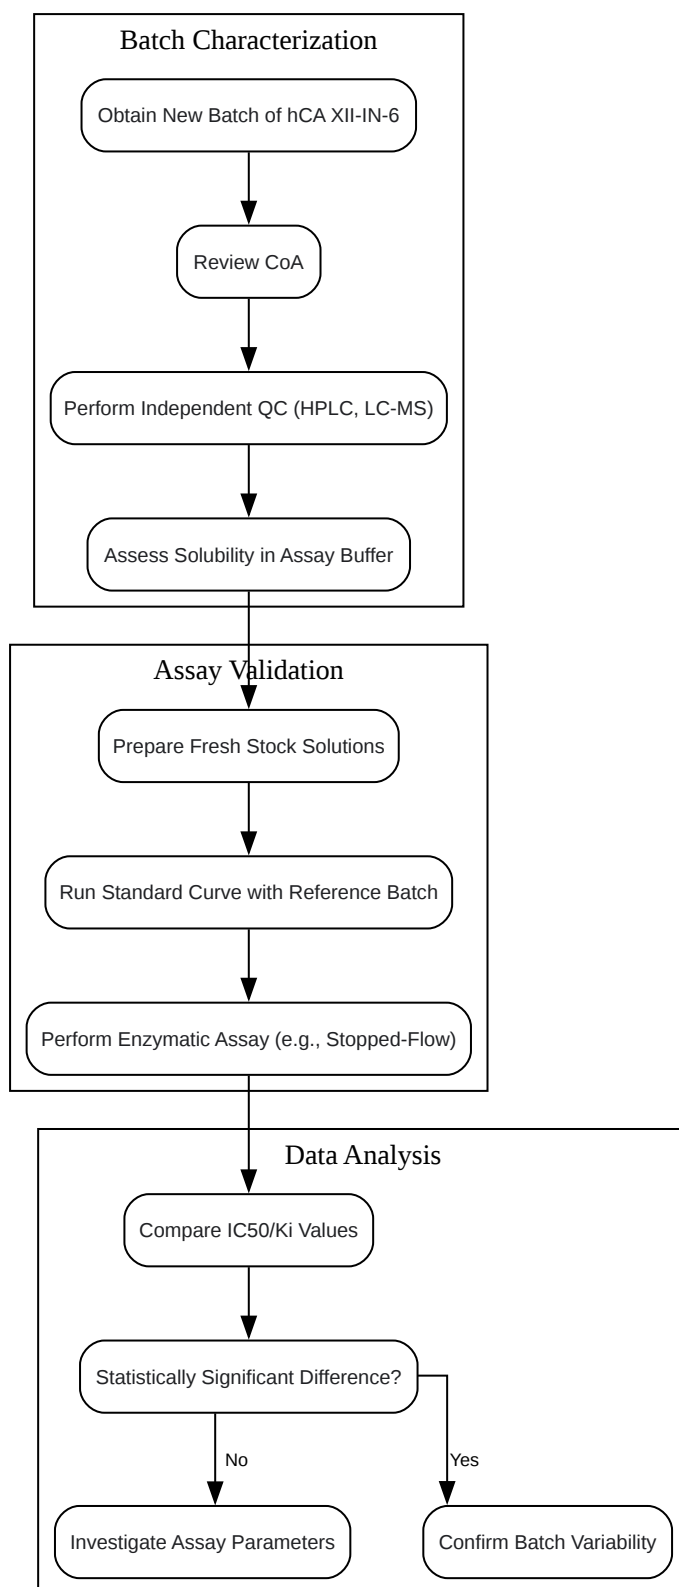 Batch Characterization
Obtain New Batch of hCA XII-IN-6
Review CoA
Perform Independent QC (HPLC, LC-MS)
Assess Solubility in Assay Buffer
Assay Validation
Prepare Fresh Stock Solutions
Run Standard Curve with Reference Batch
Perform Enzymatic Assay (e.g., Stopped-Flow)
Data Analysis
Compare IC50/Ki Values
Statistically Significant Difference?
No
Yes
Investigate Assay Parameters
Confirm Batch Variability